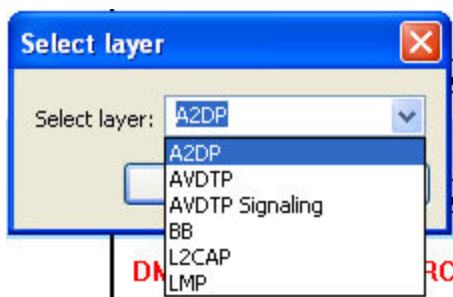 Select layer
Select layer: A2DP
A2DP
AVDTP
AVDTP Signaling
BB
L2CAP
LMP